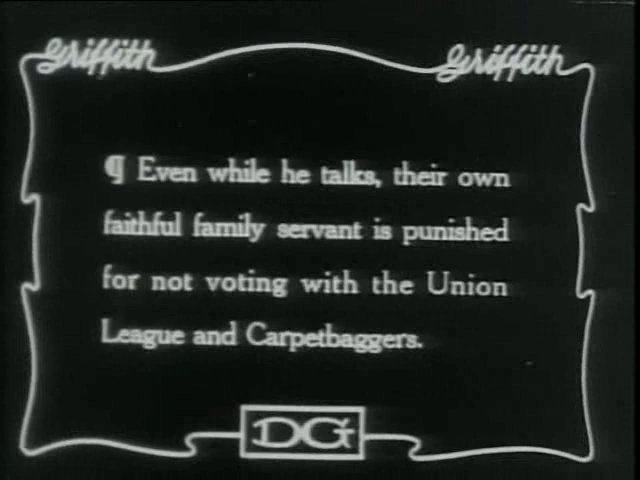 Griffith Griffith
¶ Even while he talks, their own
faithful family servant is punished
for not voting with the Union
League and Carpetbaggers.
DG